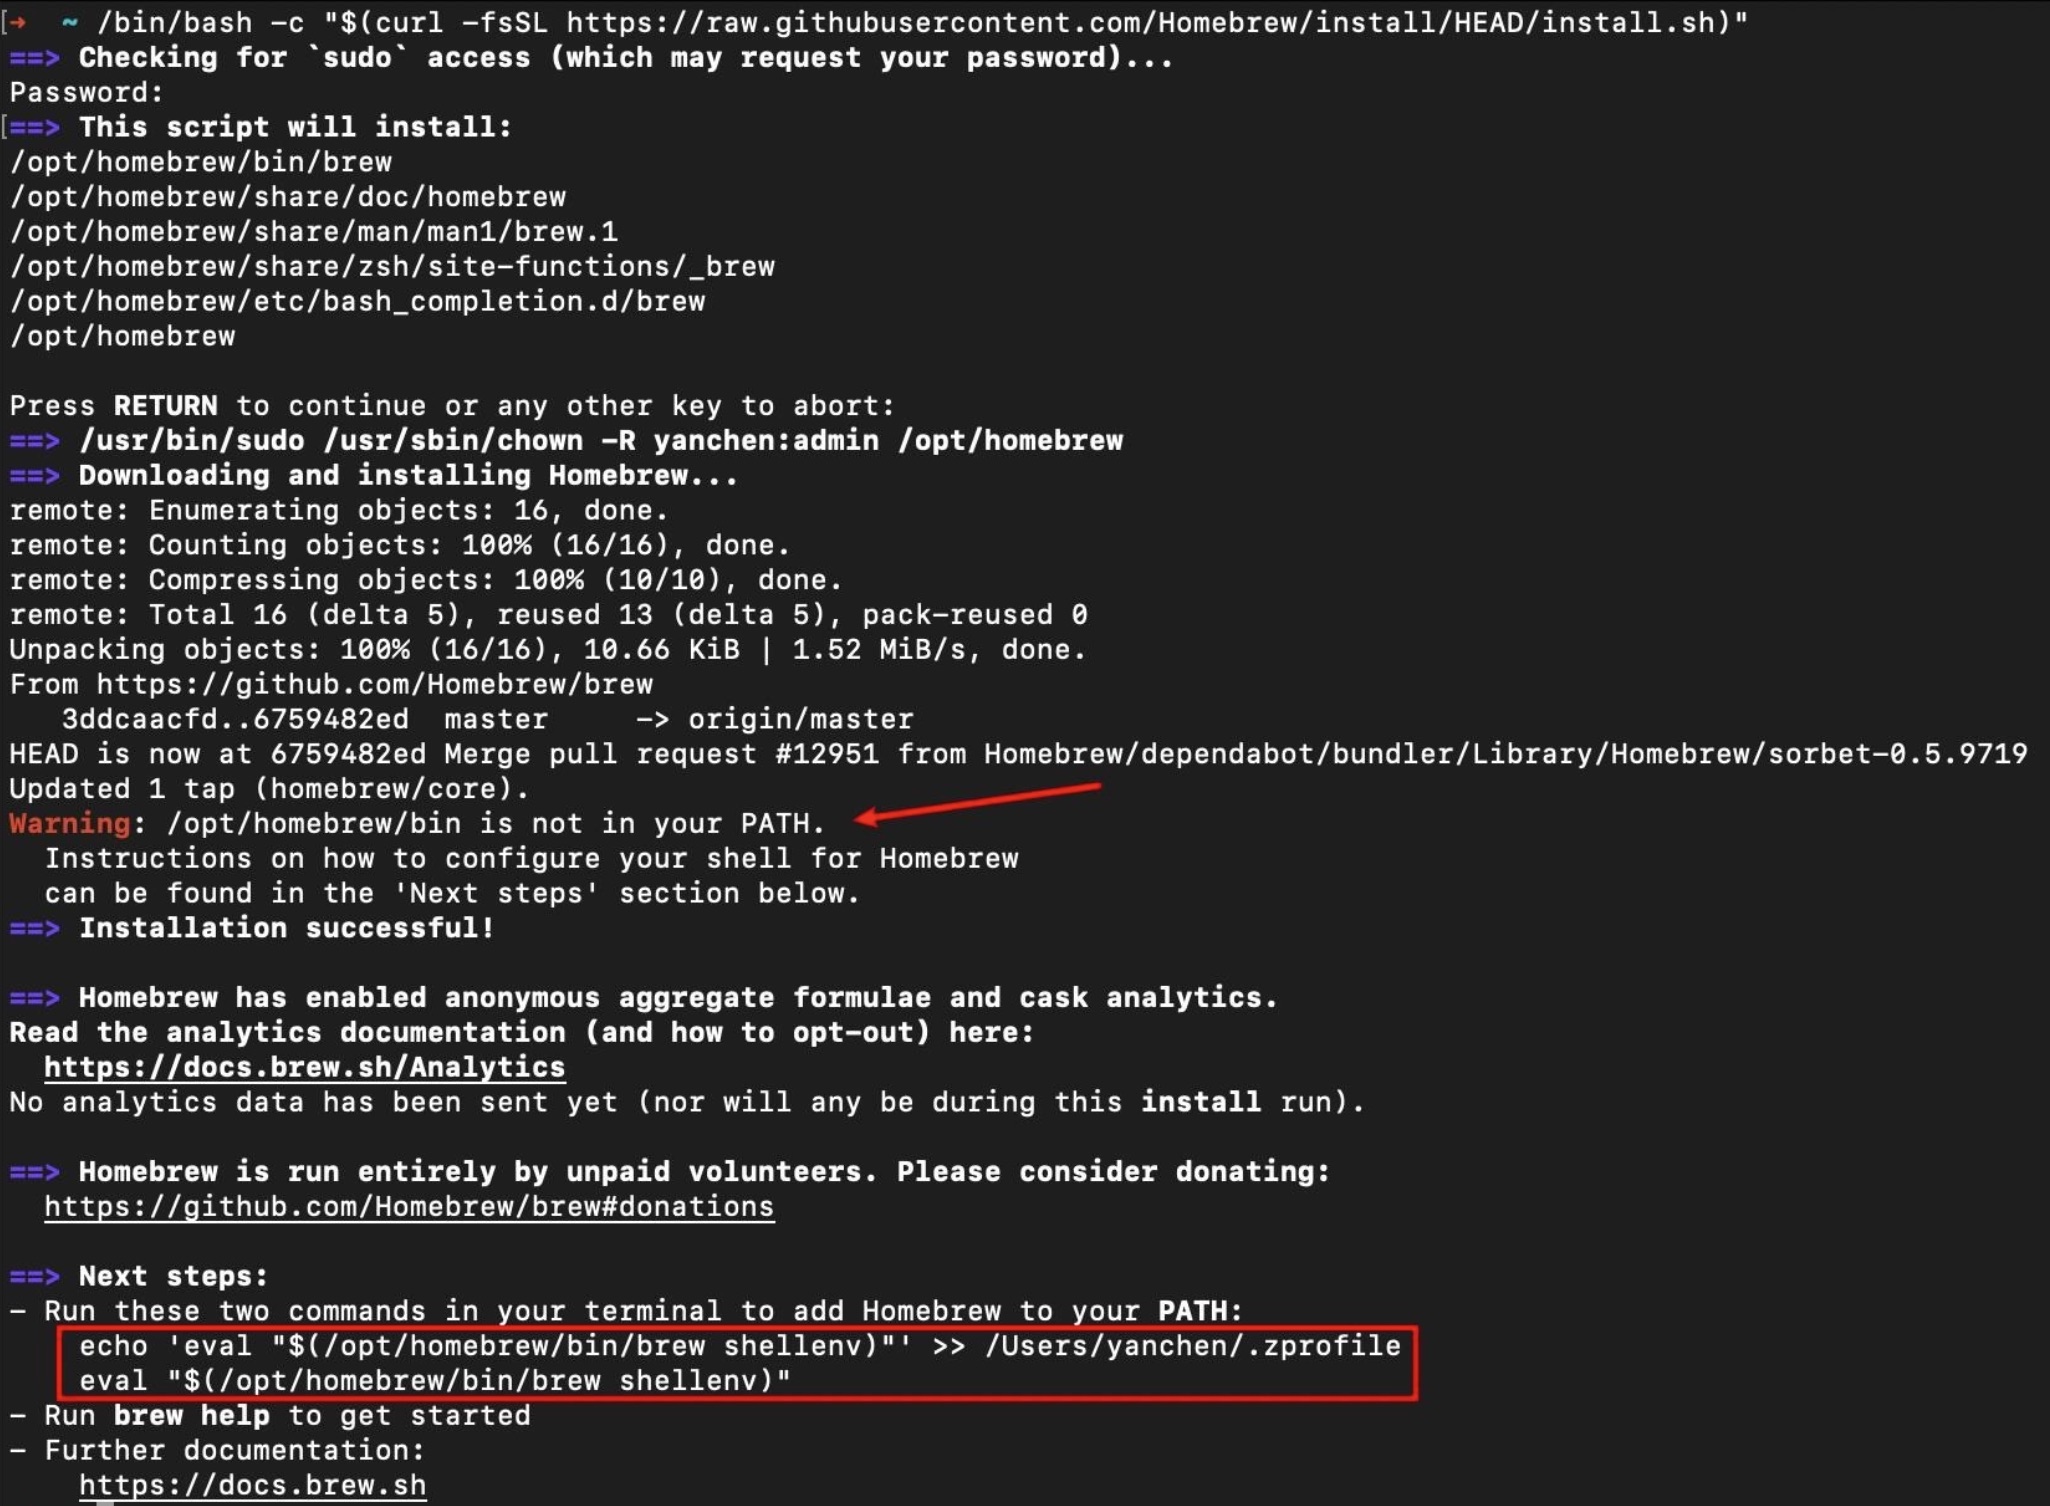 [➜  ~ /bin/bash -c "$(curl -fsSL https://raw.githubusercontent.com/Homebrew/install/HEAD/install.sh)"
==> Checking for `sudo` access (which may request your password)...
Password:
[==> This script will install:
/opt/homebrew/bin/brew
/opt/homebrew/share/doc/homebrew
/opt/homebrew/share/man/man1/brew.1
/opt/homebrew/share/zsh/site-functions/_brew
/opt/homebrew/etc/bash_completion.d/brew
/opt/homebrew

Press RETURN to continue or any other key to abort:
==> /usr/bin/sudo /usr/sbin/chown -R yanchen:admin /opt/homebrew
==> Downloading and installing Homebrew...
remote: Enumerating objects: 16, done.
remote: Counting objects: 100% (16/16), done.
remote: Compressing objects: 100% (10/10), done.
remote: Total 16 (delta 5), reused 13 (delta 5), pack-reused 0
Unpacking objects: 100% (16/16), 10.66 KiB | 1.52 MiB/s, done.
From https://github.com/Homebrew/brew
   3ddcaacfd..6759482ed  master     -> origin/master
HEAD is now at 6759482ed Merge pull request #12951 from Homebrew/dependabot/bundler/Library/Homebrew/sorbet-0.5.9719
Updated 1 tap (homebrew/core).
Warning: /opt/homebrew/bin is not in your PATH.
  Instructions on how to configure your shell for Homebrew
  can be found in the 'Next steps' section below.
==> Installation successful!

==> Homebrew has enabled anonymous aggregate formulae and cask analytics.
Read the analytics documentation (and how to opt-out) here:
  https://docs.brew.sh/Analytics
No analytics data has been sent yet (nor will any be during this install run).

==> Homebrew is run entirely by unpaid volunteers. Please consider donating:
  https://github.com/Homebrew/brew#donations

==> Next steps:
- Run these two commands in your terminal to add Homebrew to your PATH:
    echo 'eval "$(/opt/homebrew/bin/brew shellenv)"' >> /Users/yanchen/.zprofile
    eval "$(/opt/homebrew/bin/brew shellenv)"
- Run brew help to get started
- Further documentation:
    https://docs.brew.sh